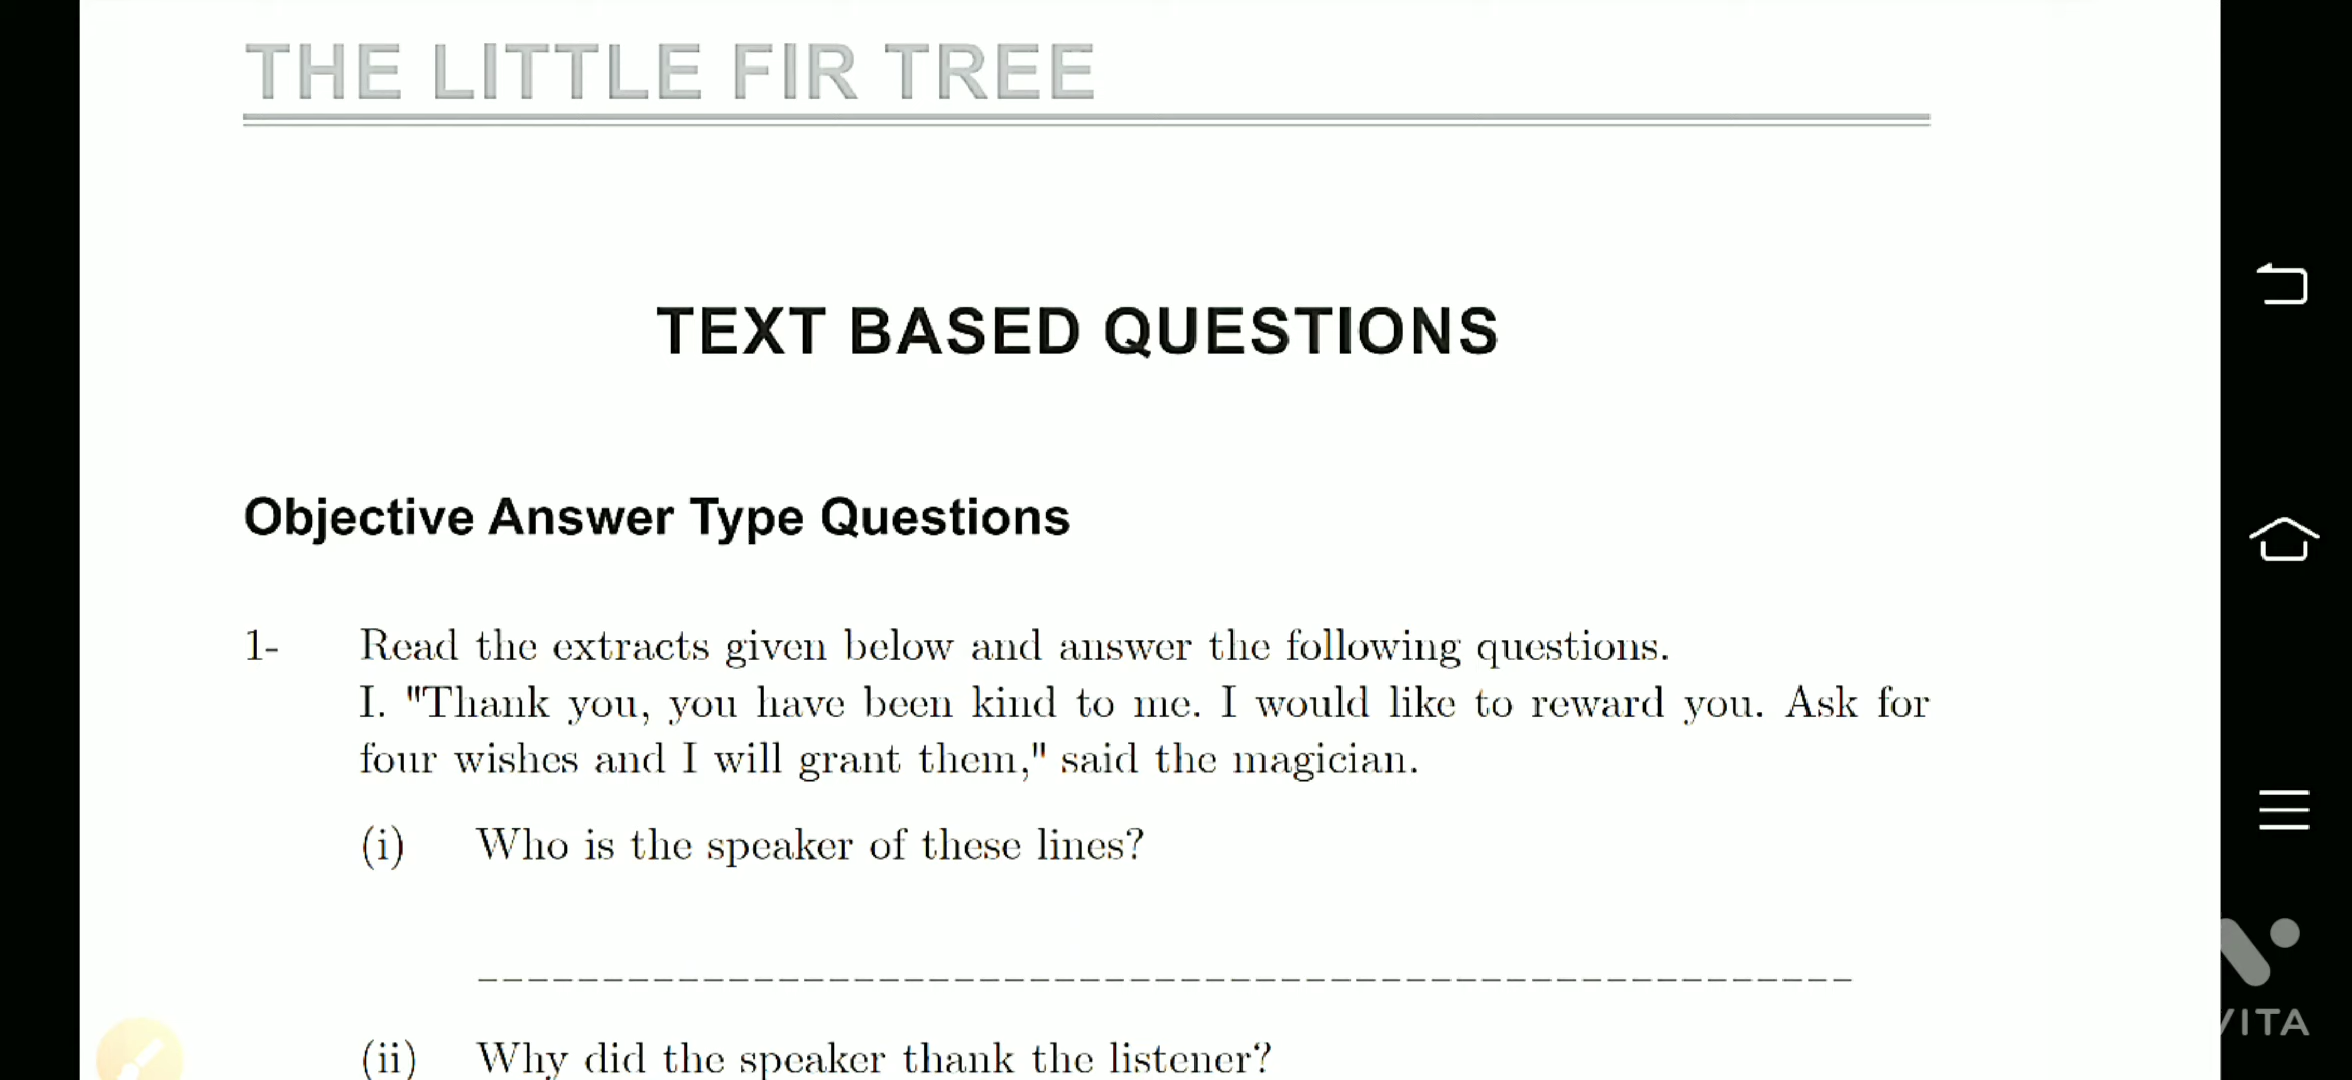 THE LITTLE FIR TREE
TEXT BASED QUESTIONS
Objective Answer Type Questions
1- Read the extracts given below and answer the following questions.
I. "Thank you, you have been kind to me. I would like to reward you. Ask for
four wishes and I will grant them," said the magician.
(i) Who is the speaker of these lines?
(ii) Why did the speaker thank the listener?
VITA